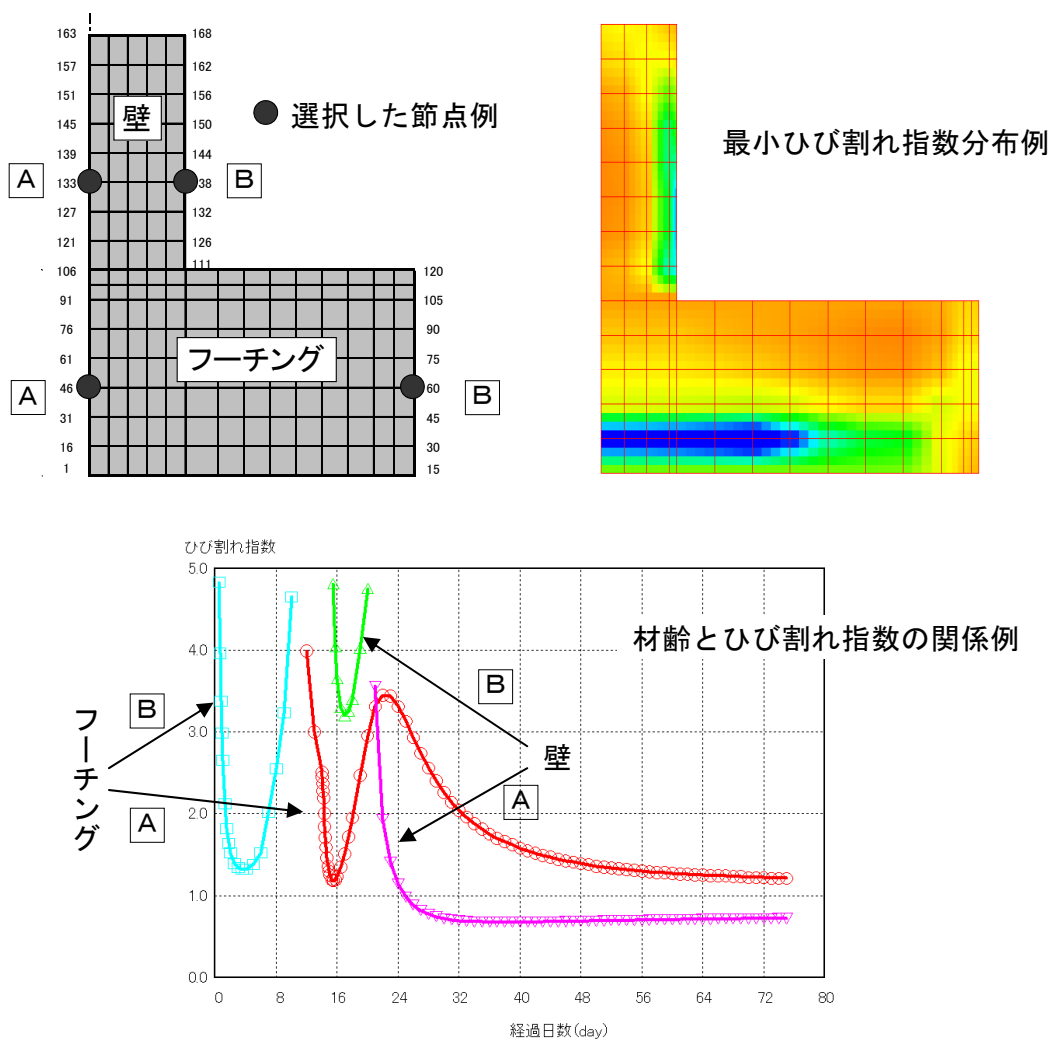 163 168
157 162
151 156
壁
145 150
139 144
A 133 38 B
127 132
121 126
111
106 120
91 105
76 90
フーチング
61 75
A 46 60 B
31 45
16 30
1 15
選択した節点例
最小ひび割れ指数分布例
ひび割れ指数
5.0
4.0
3.0
2.0
1.0
0.0
0 8 16 24 32 40 48 56 64 72 80
経過日数(day)
材齢とひび割れ指数の関係例
フーチング
B
A
B
壁
A